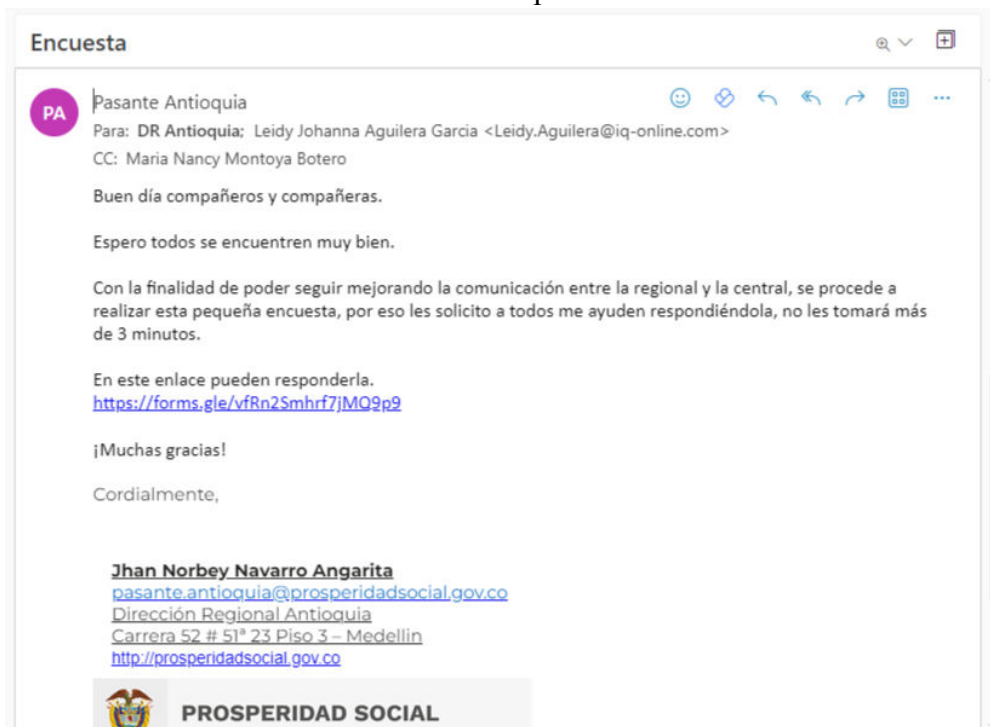 Encuesta
PA
Pasante Antioquia
Para: DR Antioquia; Leidy Johanna Aguilera Garcia <Leidy.Aguilera@iq-online.com>
CC: Maria Nancy Montoya Botero
Buen día compañeros y compañeras.
Espero todos se encuentren muy bien.
Con la finalidad de poder seguir mejorando la comunicación entre la regional y la central, se procede a
realizar esta pequeña encuesta, por eso les solicito a todos me ayuden respondiéndola, no les tomará más
de 3 minutos.
En este enlace pueden responderla.
https://forms.gle/vfRn2Smhrf7jMQ9p9
¡Muchas gracias!
Cordialmente,
Jhan Norbey Navarro Angarita
pasante.antioquia@prosperidadsocial.gov.co
Dirección Regional Antioquia
Carrera 52 # 51ª 23 Piso 3 – Medellin
http://prosperidadsocial.gov.co
PROSPERIDAD SOCIAL